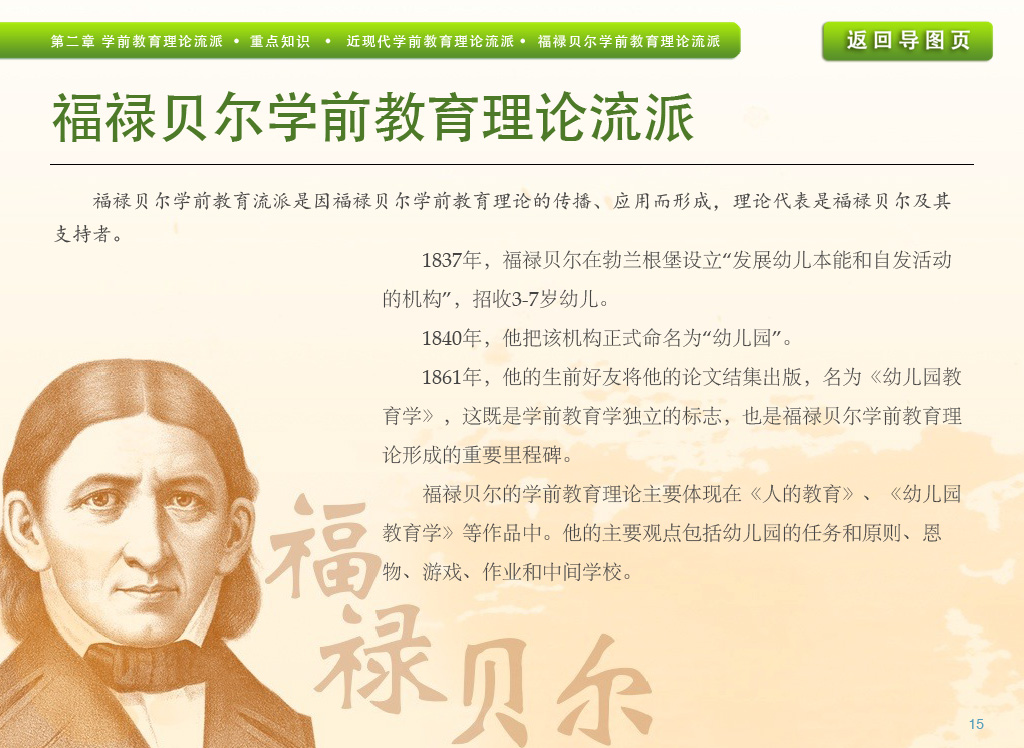 第二章 学前教育理论流派 • 重点知识 • 近现代学前教育理论流派 • 福禄贝尔学前教育理论流派
返回导图页
福禄贝尔学前教育理论流派
福禄贝尔学前教育流派是因福禄贝尔学前教育理论的传播、应用而形成，理论代表是福禄贝尔及其
支持者。
1837年，福禄贝尔在勃兰根堡设立“发展幼儿本能和自发活动
的机构”，招收3-7岁幼儿。
1840年，他把该机构正式命名为“幼儿园”。
1861年，他的生前好友将他的论文结集出版，名为《幼儿园教
育学》，这既是学前教育学独立的标志，也是福禄贝尔学前教育理
论形成的重要里程碑。
福禄贝尔的学前教育理论主要体现在《人的教育》、《幼儿园
教育学》等作品中。他的主要观点包括幼儿园的任务和原则、恩
物、游戏、作业和中间学校。
福禄贝尔
15